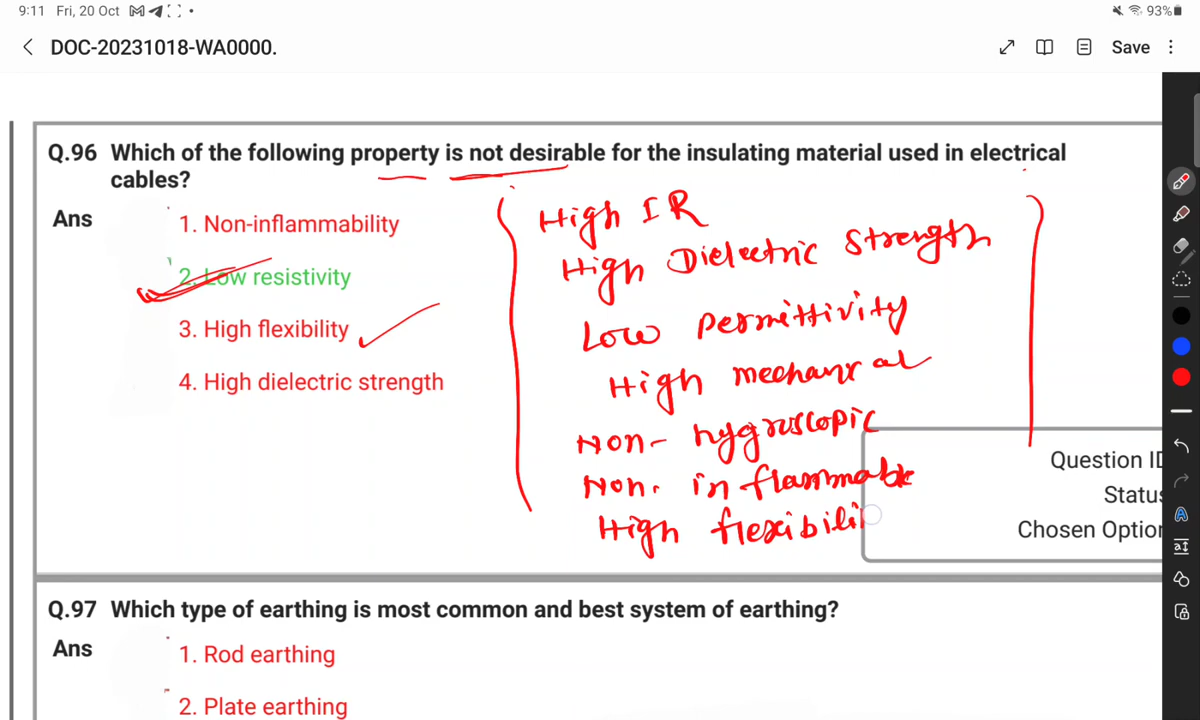 9:11 Fri, 20 Oct
93%
DOC-20231018-WA0000.
Save
Q.96 Which of the following property is not desirable for the insulating material used in electrical
cables?
Ans
1. Non-inflammability
2. Low resistivity
3. High flexibility
4. High dielectric strength
High IR
High Dielectric Strength
Low permittivity
High mechanical
Non- hygroscopic
Non- inflammable
High flexibili
Question ID
Status
Chosen Option
Q.97 Which type of earthing is most common and best system of earthing?
Ans
1. Rod earthing
2. Plate earthing